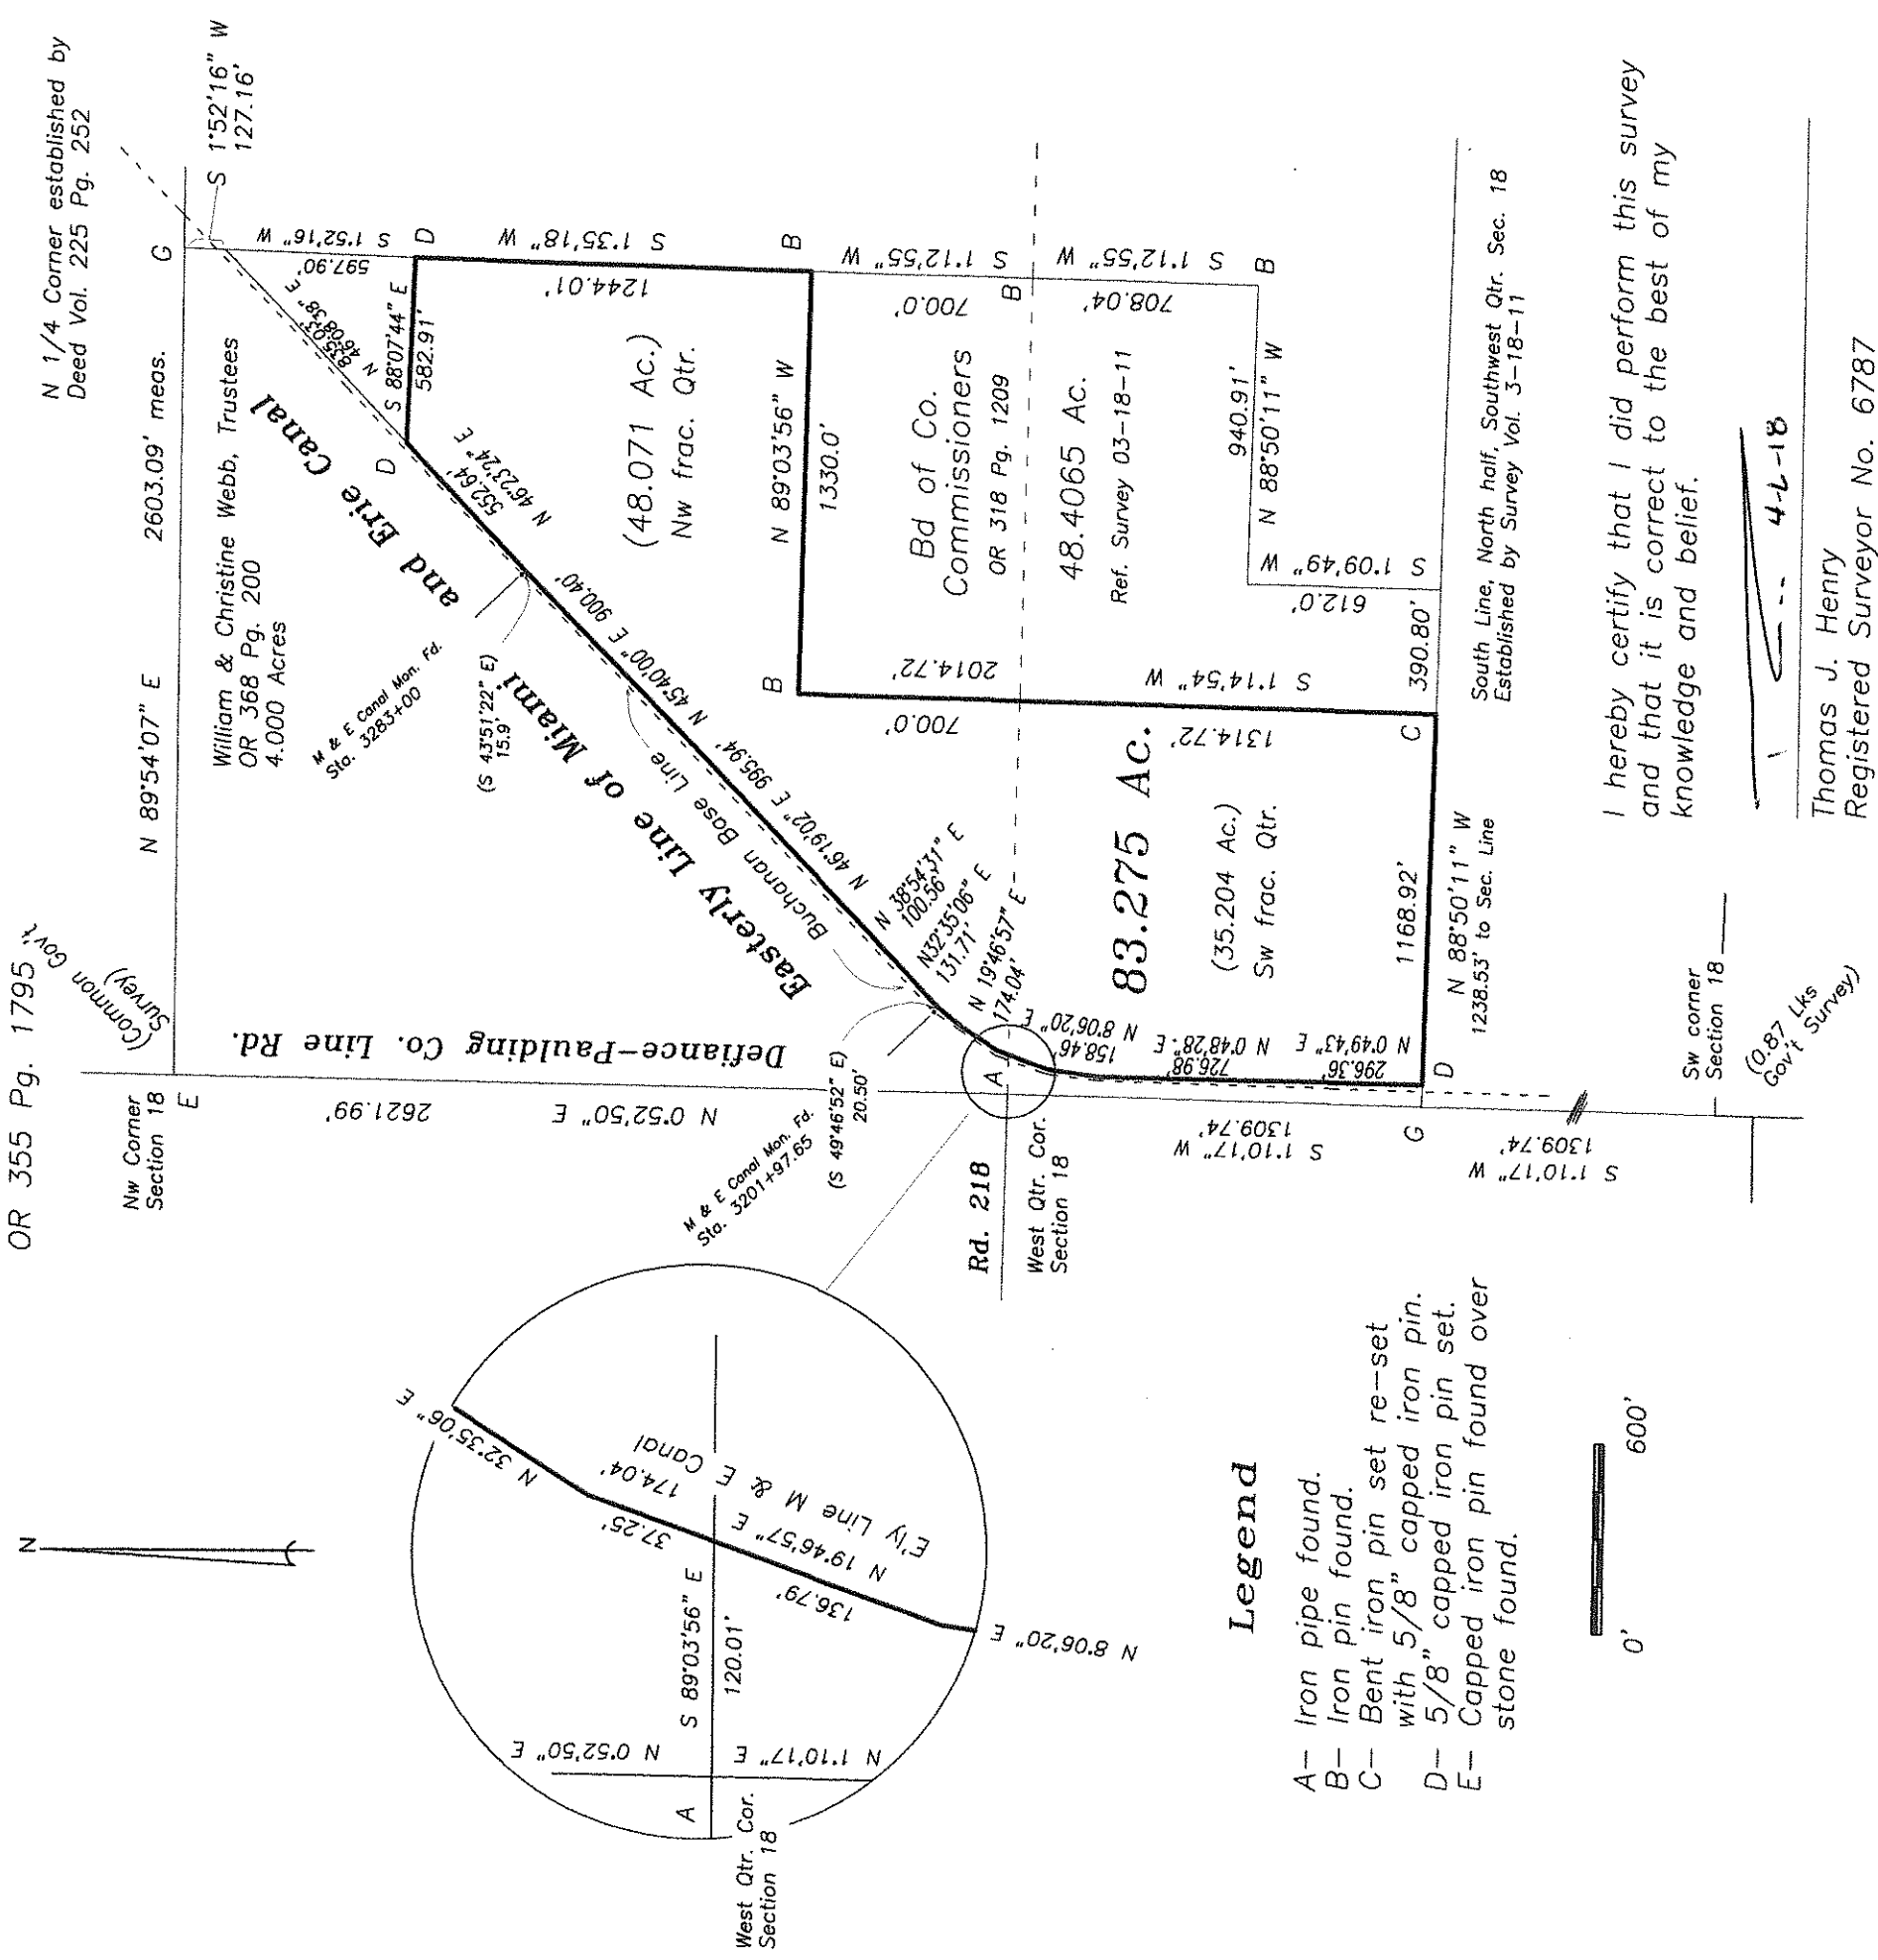 OR 355 Pg. 1795
(Common Gov't
Survey)
N 1/4 Corner established by
Deed Vol. 225 Pg. 252
S 1°52'16" W
127.16'
Nw Corner
Section 18
E
N 89°54'07" E
2603.09' meas.
G
William & Christine Webb, Trustees
OR 368 Pg. 200
4.000 Acres
S 1°52'16" W
597.90'
D
N 46°08'38" E
835.03'
S 88°07'44" E
582.91'
D
N 46°23'24" E
552.64'
M & E Canal Mon. Fd.
Sta. 3283+00
(S 43°51'22" E)
15.9'
N 45°40'00" E 900.40'
N 46°19'02" E 995.94'
Easterly Line of Miami
and Erie Canal
Buchanan Base Line
S 1°35'18" W
1244.01'
(48.071 Ac.)
Nw frac. Qtr.
B
N 89°03'56" W
1330.0'
B
S 1°12'55" W
700.0'
B
S 1°12'55" W
708.04'
B
Bd of Co.
Commissioners
OR 318 Pg. 1209
48.4065 Ac.
Ref. Survey 03-18-11
940.91'
N 88°50'11" W
S 1°09'49" W
612.0'
390.80'
2014.72'
S 1°14'54" W
700.0'
1314.72'
C
Defiance-Paulding Co. Line Rd.
N 0°52'50" E
2621.99'
M & E Canal Mon. Fd.
Sta. 3201+97.65
(S 49°46'52" E)
20.50'
N 38°54'31" E
100.56'
N32°35'06" E
131.71'
N 19°46'57" E
174.04'
N 8°06'20" E
158.46'
N 0°48'28" E
726.98'
N 0°49'43" E
296.36'
A
Rd. 218
West Qtr. Cor.
Section 18
83.275 Ac.
(35.204 Ac.)
Sw frac. Qtr.
1168.92'
D
N 88°50'11" W
1238.53' to Sec. Line
G
S 1°10'17" W
1309.74'
S 1°10'17" W
1309.74'
South Line, North half, Southwest Qtr. Sec. 18
Established by Survey Vol. 3-18-11
Sw corner
Section 18
(0.87 Lks
Gov't Survey)
N
N 32°35'06" E
174.04'
37.25'
E'ly Line M & E Canal
N 19°46'57" E
136.79'
S 89°03'56" E
120.01'
N 8°06'20" E
N 0°52'50" E
N 1°10'17" E
A
West Qtr. Cor.
Section 18
Legend
A- Iron pipe found.
B- Iron pin found.
C- Bent iron pin set re-set
with 5/8" capped iron pin.
D- 5/8" capped iron pin set.
E- Capped iron pin found over
stone found.
0' 600'
I hereby certify that I did perform this survey
and that it is correct to the best of my
knowledge and belief.
4-2-18
Thomas J. Henry
Registered Surveyor No. 6787